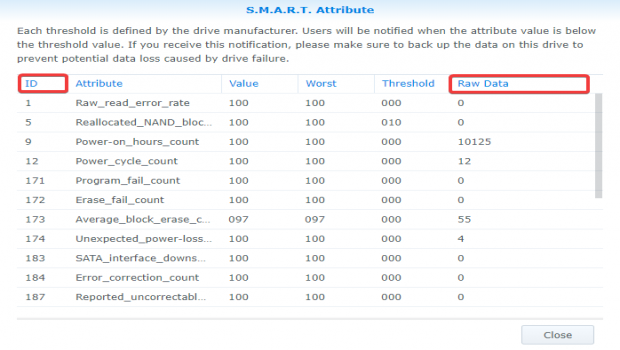 S.M.A.R.T. Attribute
Each threshold is defined by the drive manufacturer. Users will be notified when the attribute value is below
the threshold value. If you receive this notification, please make sure to back up the data on this drive to
prevent potential data loss caused by drive failure.
ID Attribute Value Worst Threshold Raw Data
1 Raw_read_error_rate 100 100 000 0
5 Reallocated_NAND_bloc... 100 100 010 0
9 Power-on_hours_count 100 100 000 10125
12 Power_cycle_count 100 100 000 12
171 Program_fail_count 100 100 000 0
172 Erase_fail_count 100 100 000 0
173 Average_block_erase_c... 097 097 000 55
174 Unexpected_power-loss... 100 100 000 4
183 SATA_interface_downs... 100 100 000 0
184 Error_correction_count 100 100 000 0
187 Reported_uncorrectabl... 100 100 000 0
Close